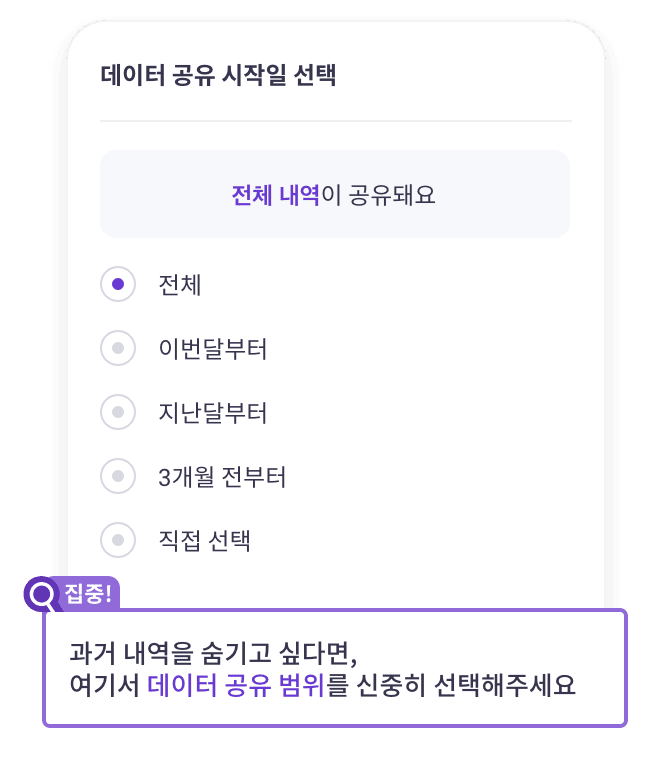 데이터 공유 시작일 선택
전체 내역이 공유돼요
전체
이번달부터
지난달부터
3개월 전부터
직접 선택
집중!
과거 내역을 숨기고 싶다면,
여기서 데이터 공유 범위를 신중히 선택해주세요